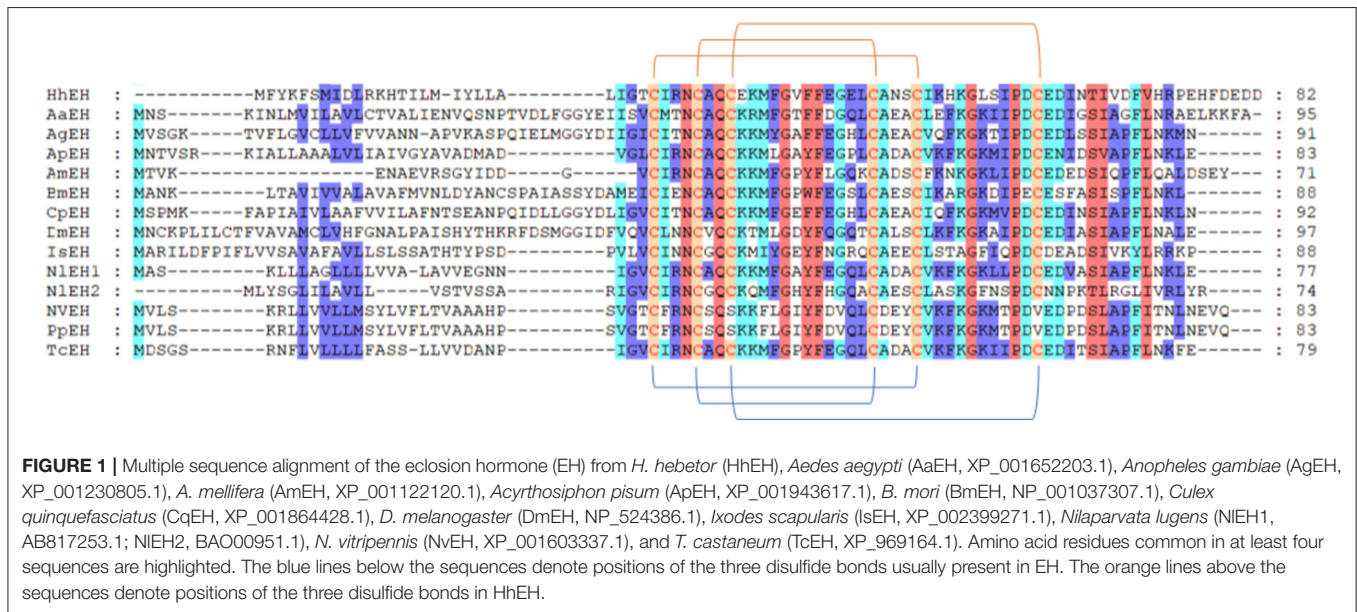 HhEH : ----------MFYKFSMIDLRKHTILM-IYLLA----------LIGTCIRNCAQCEKMFGVFFEGELCANSCIKHKGLSIPDCEDINTIVDFVHRPEHFDEDD : 82
AaEH : MNS------KINLMVILAVLCTVALIENVQSNPTVDLFGGYEIISVCMTNCAQCKRMFGTFFDGQLCAEACLEFKGKIIPDCEDIGSIAGFLNRAELKKFA- : 95
AgEH : MVSGK----TVFLGVCLLVFVVANN-APVKASPQIELMGGYDIIGICITNCAQCKKMFGAYFEGHLCAEACVQFKGKTIPDCEDLSSIAPFLNKMN------ : 91
ApEH : MNTVSR----KIALLAAALVLIAIVGYAVADMAD---------VGLCIRNCAQCKKMLGAYFEGPLCADACVKFKGKMIPDCENIDSVAPFLNKLE------ : 83
AmEH : MTVK----------------ENAEVRSGYIDD----G------VCIRNCAQCKKMFGPYFLGQKCADSCFKNKGKLIPDCEDEDSIQPFLQALDSEY---- : 71
BmEH : MANK-------LTAVIVVALAVAFMVNLDYANCSPAIASSYDAMEICIENCAQCKKMFGPWFEGSLCAESCIKARGKDIPECESFASISPFLNKL------- : 88
CpEH : MSPMK------FAPIAIVLAAFVVILAFNTSEANPQIDLLGGYDLIGVCITNCAQCKKMFGEFFEGHLCAEACIQFKGKMVPDCEDINSIAPFLNKLN------ : 92
DmEH : MNCKPLILCTFVAVAMCLVHFGNALPAISHYTHKRFDSMGGIDFVQVCLNNCVQCKTMLGDYFQGQTCALSCLKFKGKAIPDCEDIASIAPFLNALE------ : 97
IsEH : MARILDFPIFLVVSAVAFAVLLSLSSATHTYPSD------PVLVCINNCGQCKMIYGEYFNGRQCAEECLSTAGFIQPDCDEADSIVKYLRRKP------ : 88
NlEH1 : MAS-------KLLLAGLLLLVVA-LAVVEGNN---------IGVCIRNCAQCKKMFGAYFEGQLCADACVKFKGKLLPDCEDVASIAPFLNKLE------ : 77
NlEH2 : ---------MLYSGLILAVLL-----VSTVSSA--------RIGVCIRNCGQCKQMFGHYFHGQACAESCLASKGFNSPDCNNPKTLRGLIVRLYR----- : 74
NVEH : MVLS-------KRLLVVLLMSYLVFLTVAAAHP--------SVGTCFRNCSQSKKFLGIYFDVQLCDEYCVKFKGKMTPDVEDPDSLAPFITNLNEVQ--- : 83
PpEH : MVLS-------KRLLVVLLMSYLVFLTVAAAHP--------SVGTCFRNCSQSKKFLGIYFDVQLCDEYCVKFKGKMTPDVEDPDSLAPFITNLNEVQ--- : 83
TcEH : MDSGS-------RNFLVLLLLFASS-LLVVDANP---------IGVCIRNCAQCKKMFGPYFEGQLCADACVKFKGKIIPDCEDITSIAPFLNKFE------ : 79
FIGURE 1 | Multiple sequence alignment of the eclosion hormone (EH) from H. hebetor (HhEH), Aedes aegypti (AaEH, XP_001652203.1), Anopheles gambiae (AgEH,
XP_001230805.1), A. mellifera (AmEH, XP_001122120.1), Acyrthosiphon pisum (ApEH, XP_001943617.1), B. mori (BmEH, NP_001037307.1), Culex
quinquefasciatus (CqEH, XP_001864428.1), D. melanogaster (DmEH, NP_524386.1), Ixodes scapularis (IsEH, XP_002399271.1), Nilaparvata lugens (NlEH1,
AB817253.1; NlEH2, BAO00951.1), N. vitripennis (NvEH, XP_001603337.1), and T. castaneum (TcEH, XP_969164.1). Amino acid residues common in at least four
sequences are highlighted. The blue lines below the sequences denote positions of the three disulfide bonds usually present in EH. The orange lines above the
sequences denote positions of the three disulfide bonds in HhEH.